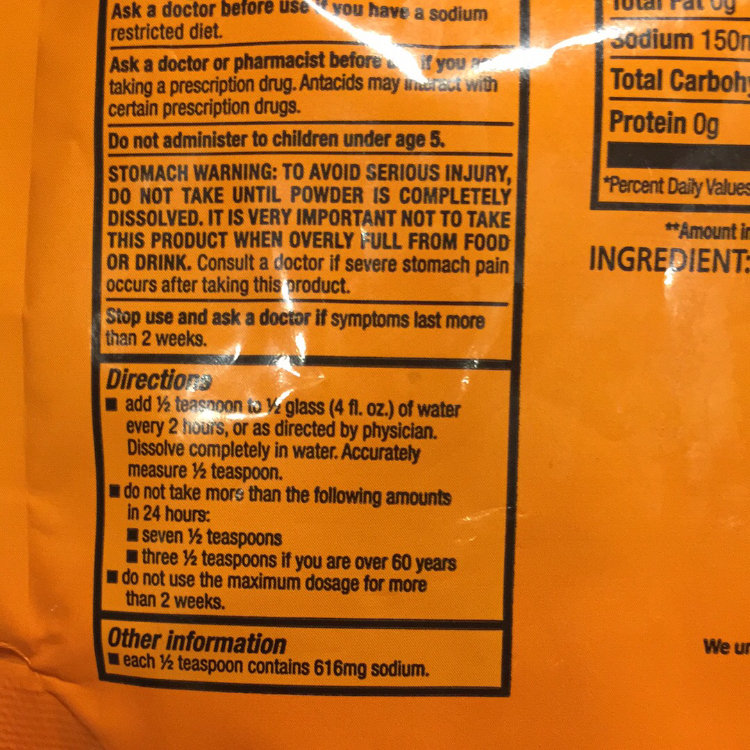 Ask a doctor before use if you have a sodium
restricted diet.
Ask a doctor or pharmacist before if you
taking a prescription drug. Antacids may interact with
certain prescription drugs.
Do not administer to children under age 5.
STOMACH WARNING: TO AVOID SERIOUS INJURY,
DO NOT TAKE UNTIL POWDER IS COMPLETELY
DISSOLVED. IT IS VERY IMPORTANT NOT TO TAKE
THIS PRODUCT WHEN OVERLY FULL FROM FOOD
OR DRINK. Consult a doctor if severe stomach pain
occurs after taking this product.
Stop use and ask a doctor if symptoms last more
than 2 weeks.
Directions
■ add ½ teaspoon to ½ glass (4 fl. oz.) of water
every 2 hours, or as directed by physician.
Dissolve completely in water. Accurately
measure ½ teaspoon.
■ do not take more than the following amounts
in 24 hours:
■ seven ½ teaspoons
■ three ½ teaspoons if you are over 60 years
■ do not use the maximum dosage for more
than 2 weeks.
Other information
■ each ½ teaspoon contains 616mg sodium.
Total Fat 0g
Sodium 150
Total Carboh
Protein 0g
*Percent Daily Values
**Amount in
INGREDIENT:
We